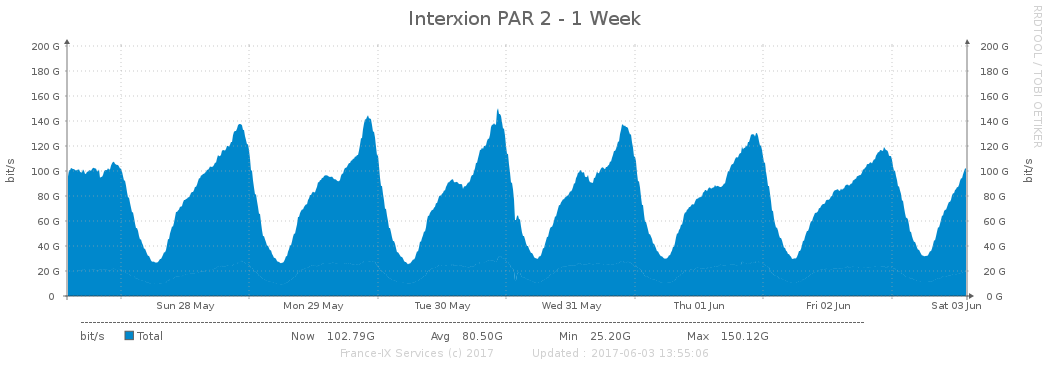 Interxion PAR 2 - 1 Week
RRDTOOL / TOBI OETIKER
200 G 200 G
180 G 180 G
160 G 160 G
140 G 140 G
120 G 120 G
100 G 100 G
80 G 80 G
60 G 60 G
40 G 40 G
20 G 20 G
0 0 G
bit/s
bit/s
Sun 28 May Mon 29 May Tue 30 May Wed 31 May Thu 01 Jun Fri 02 Jun Sat 03 Jun
bit/s Total Now 102.79G Avg 80.50G Min 25.20G Max 150.12G
France-IX Services (c) 2017 Updated : 2017-06-03 13:55:06